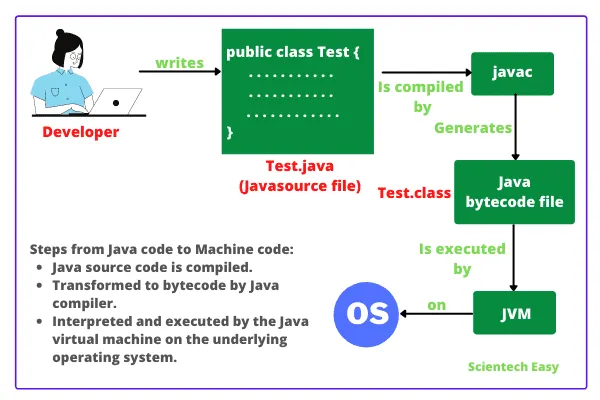 Developer
writes
public class Test {
. . . . . . . . . . .
. . . . . . . . . . .
. . . . . . . . . . . .
}
Test.java
(Javasource file)
Is compiled
by
javac
Generates
Test.class
Java
bytecode file
Is executed
by
JVM
on
OS
Steps from Java code to Machine code:
• Java source code is compiled.
• Transformed to bytecode by Java
compiler.
• Interpreted and executed by the Java
virtual machine on the underlying
operating system.
Scientech Easy